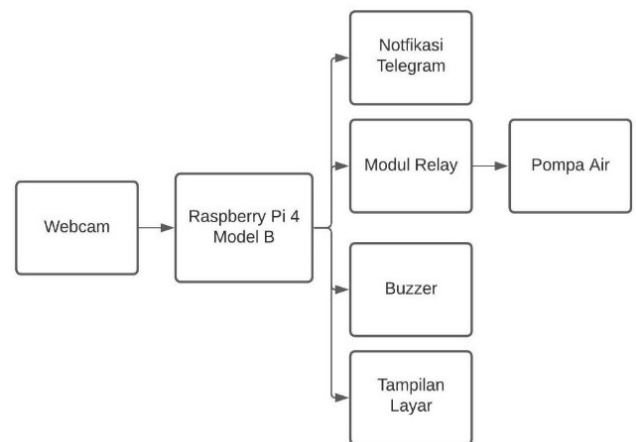 Notfikasi
Telegram
Modul Relay
Pompa Air
Webcam
Raspberry Pi 4
Model B
Buzzer
Tampilan
Layar